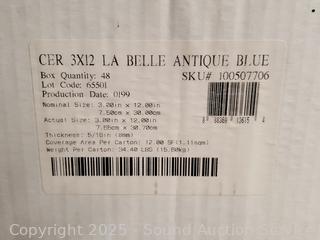 CER 3X12 LA BELLE ANTIQUE BLUE
Box Quantity: 48
SKU# 100507706
Lot Code: 65501
Production Date: 0199
Nominal Size: 3.00in x 12.00in
7.50cm x 30.00cm
Actual Size: 3.00in x 12.00in
7.65cm x 30.70cm
Thickness: 5/16in (8mm)
Coverage Area Per Carton: 12.00 SF(1.11sqm)
Weight Per Carton: 34.40 LBS (15.60kg)
Copyright 2025 - Sound Auction Service